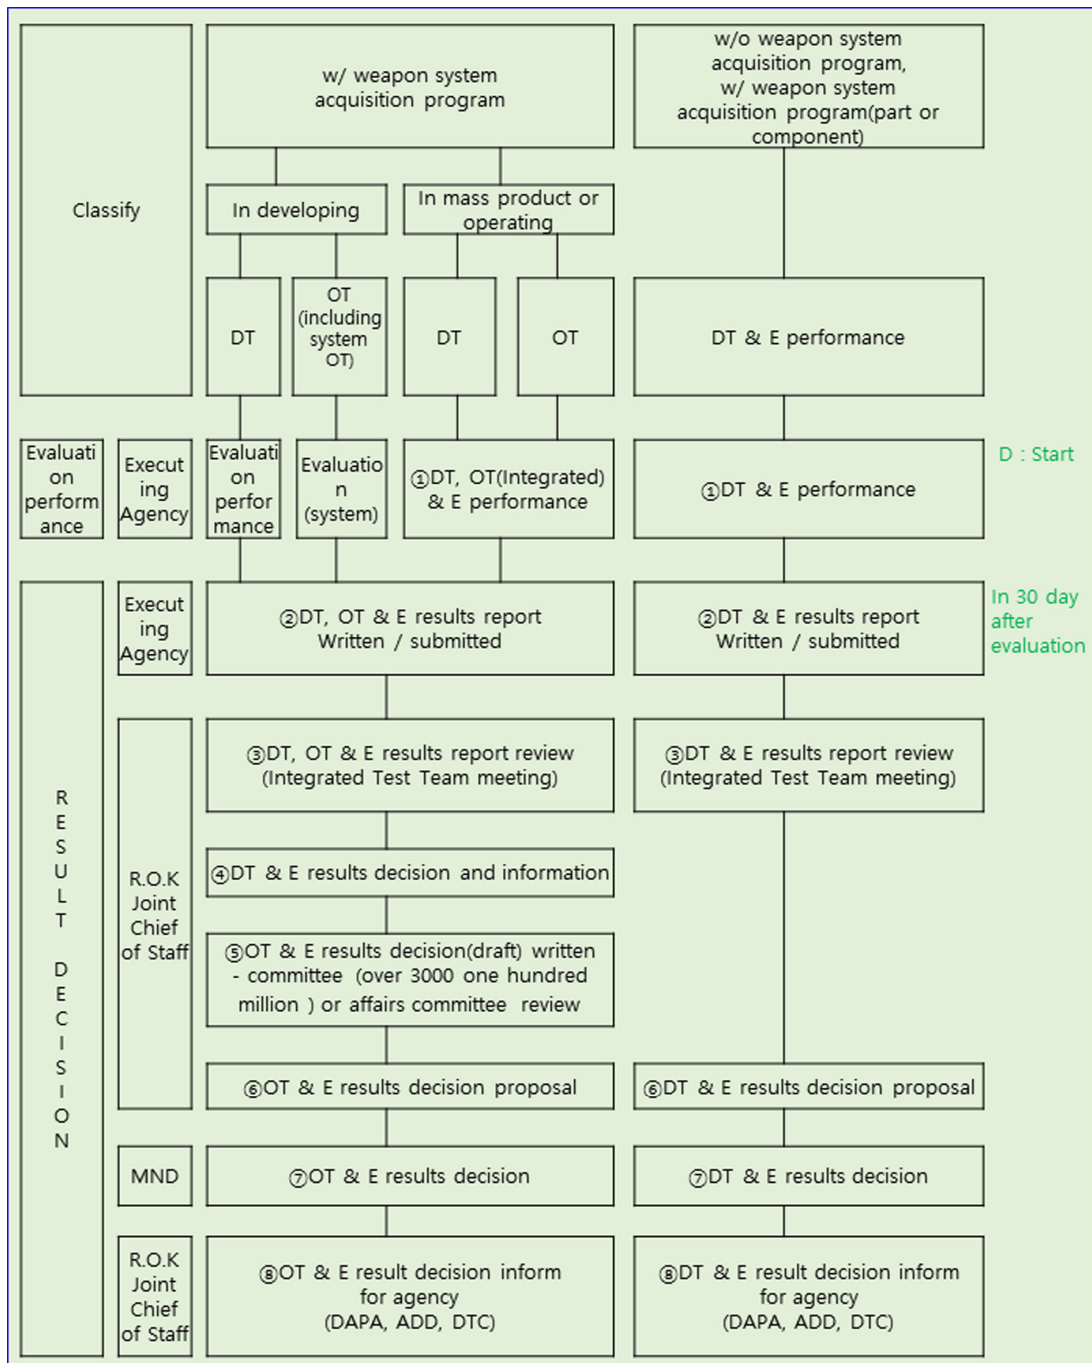 Classify
w/ weapon system
acquisition program
w/o weapon system
acquisition program,
w/ weapon system
acquisition program(part or
component)
In developing
In mass product or
operating
DT
OT
(including
system
OT)
DT
OT
DT & E performance
Evaluati
on
perform
ance
Execut
ing
Agency
Evaluati
on
perfor
mance
Evaluatio
n
(system)
①DT, OT(Integrated)
& E performance
①DT & E performance
D : Start
R
E
S
U
L
T
D
E
C
I
S
I
O
N
Execut
ing
Agency
②DT, OT & E results report
Written / submitted
②DT & E results report
Written / submitted
In 30 day
after
evaluation
R.O.K
Joint
Chief
of Staff
③DT, OT & E results report review
(Integrated Test Team meeting)
③DT & E results report review
(Integrated Test Team meeting)
④DT & E results decision and information
⑤OT & E results decision(draft) written
- committee (over 3000 one hundred
million ) or affairs committee review
⑥OT & E results decision proposal
⑥DT & E results decision proposal
MND
⑦OT & E results decision
⑦DT & E results decision
R.O.K
Joint
Chief
of Staff
⑧OT & E result decision inform
for agency
(DAPA, ADD, DTC)
⑧DT & E result decision inform
for agency
(DAPA, ADD, DTC)